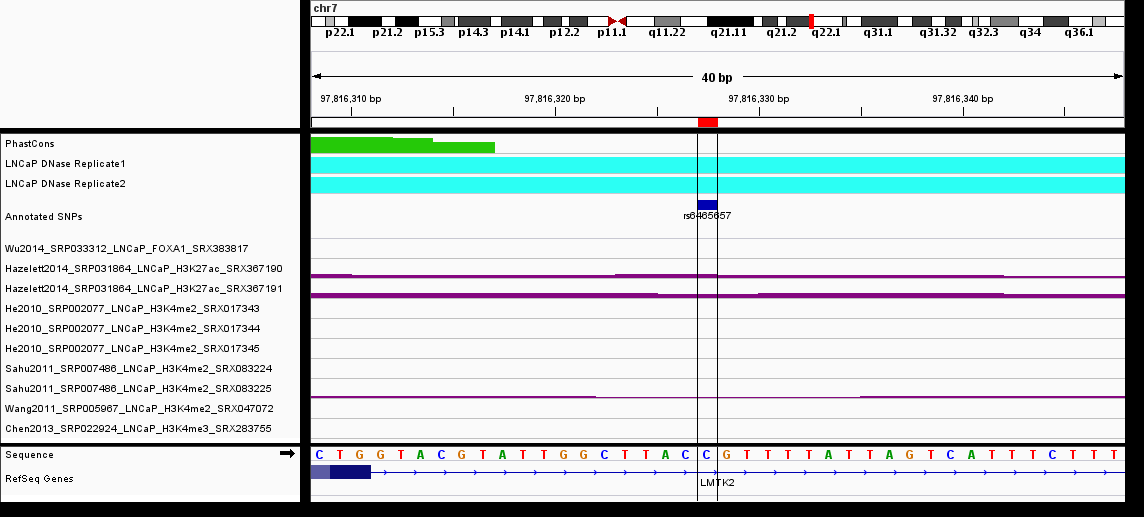 chr7
p22.1 p21.2 p15.3 p14.3 p14.1 p12.2 p11.1 q11.22 q21.11 q21.2 q22.1 q31.1 q31.32 q32.3 q34 q36.1
40 bp
97,816,310 bp 97,816,320 bp 97,816,330 bp 97,816,340 bp
PhastCons
LNCaP DNase Replicate1
LNCaP DNase Replicate2
Annotated SNPs
rs6465657
Wu2014_SRP033312_LNCaP_FOXA1_SRX383817
Hazelett2014_SRP031864_LNCaP_H3K27ac_SRX367190
Hazelett2014_SRP031864_LNCaP_H3K27ac_SRX367191
He2010_SRP002077_LNCaP_H3K4me2_SRX017343
He2010_SRP002077_LNCaP_H3K4me2_SRX017344
He2010_SRP002077_LNCaP_H3K4me2_SRX017345
Sahu2011_SRP007486_LNCaP_H3K4me2_SRX083224
Sahu2011_SRP007486_LNCaP_H3K4me2_SRX083225
Wang2011_SRP005967_LNCaP_H3K4me2_SRX047072
Chen2013_SRP022924_LNCaP_H3K4me3_SRX283755
Sequence C T G G T A C G T A T T G G C T T A C C G T T T T A T T A G T C A T T T C T T T
RefSeq Genes
LMTK2